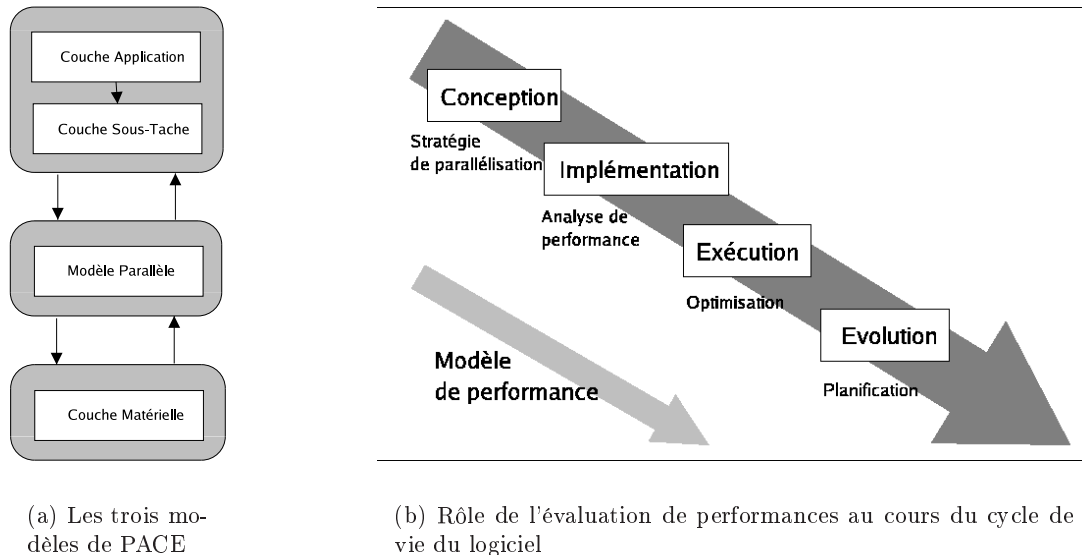 Couche Application
Couche Sous-Tache
Modèle Parallèle
Couche Matérielle
(a) Les trois mo-
dèles de PACE
Conception
Stratégie
de parallélisation
Implémentation
Analyse de
performance
Exécution
Optimisation
Evolution
Planification
Modèle
de performance
(b) Rôle de l'évaluation de performances au cours du cycle de
vie du logiciel